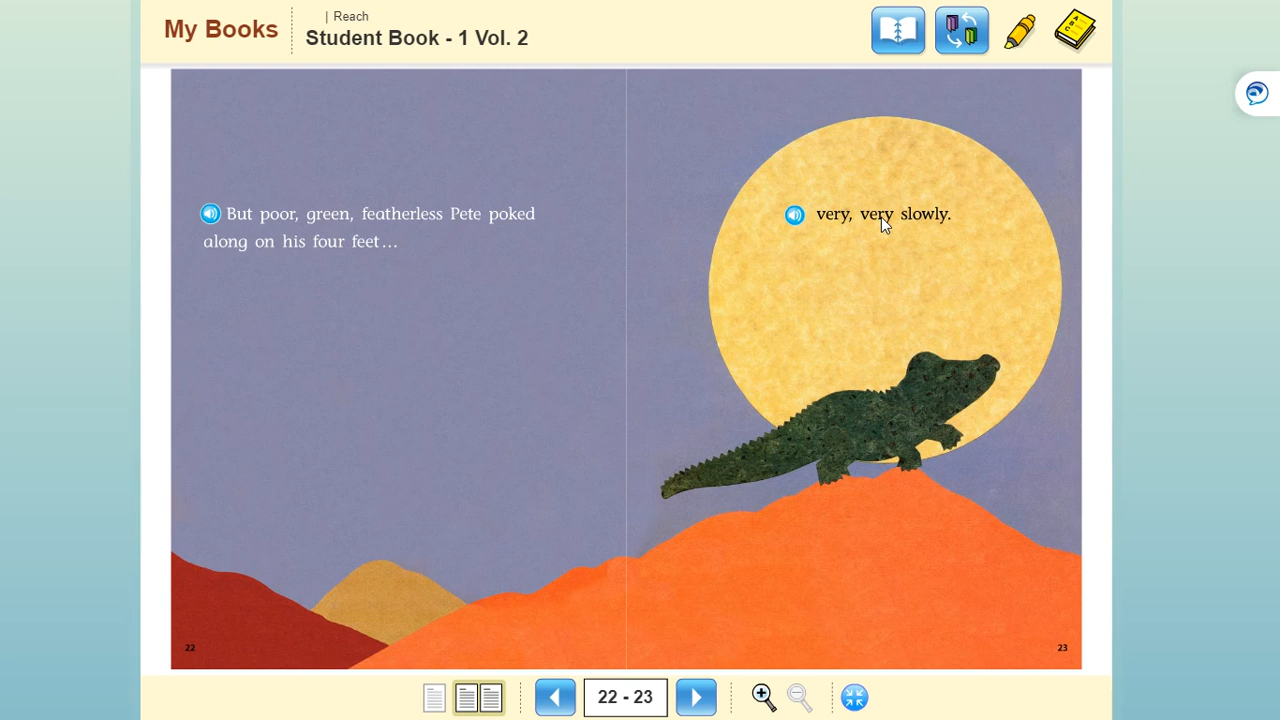 My Books
| Reach
Student Book - 1 Vol. 2
But poor, green, featherless Pete poked
along on his four feet...
very, very slowly.
22
23
22 - 23